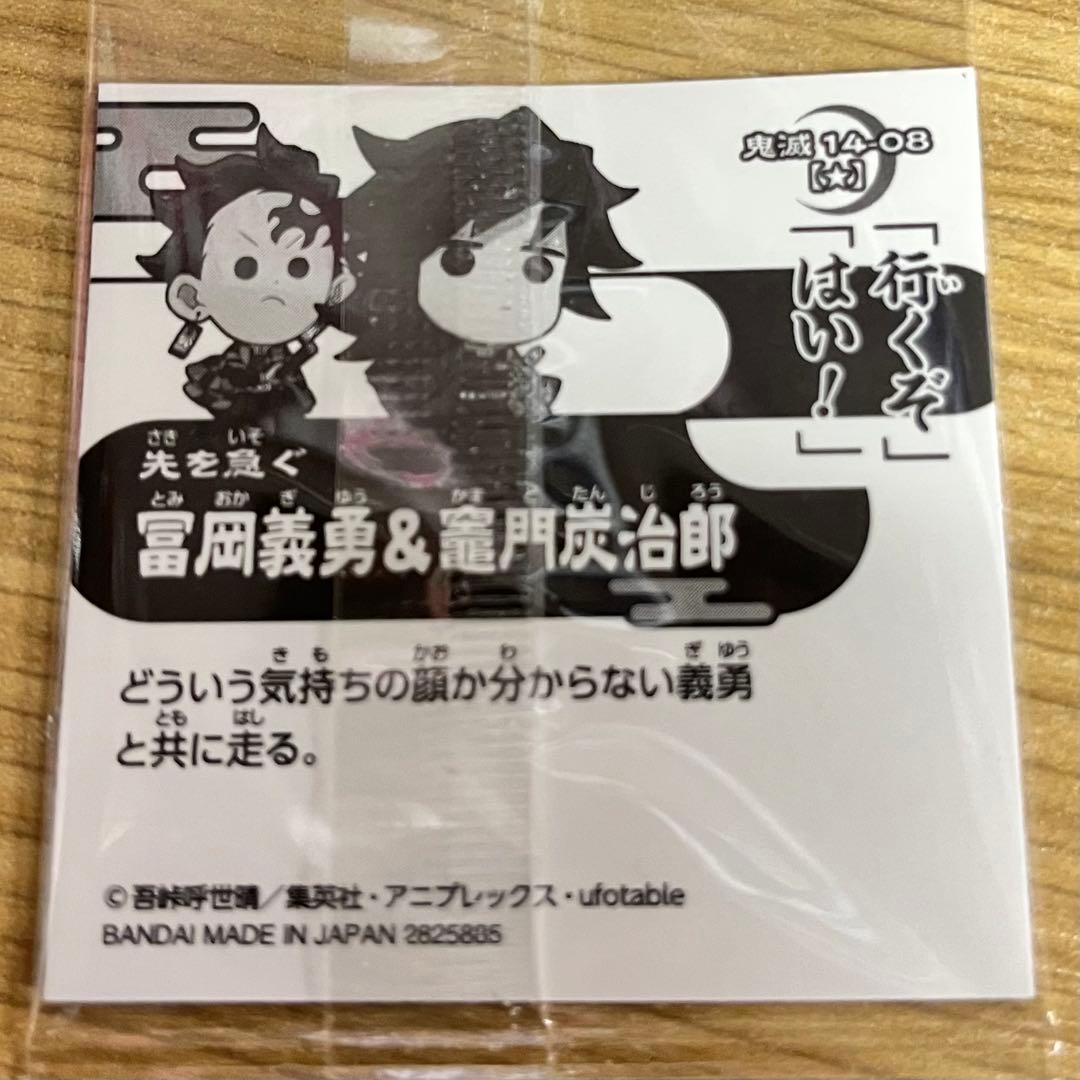 鬼滅 14-08
[★]
「行くぞ」
「はい!」
先を急ぐ
冨岡義勇&竈門炭治郎
どういう気持ちの顔か分からない義勇
と共に走る。
©吾峠呼世晴/集英社・アニプレックス・ufotable
BANDAI MADE IN JAPAN 2825805